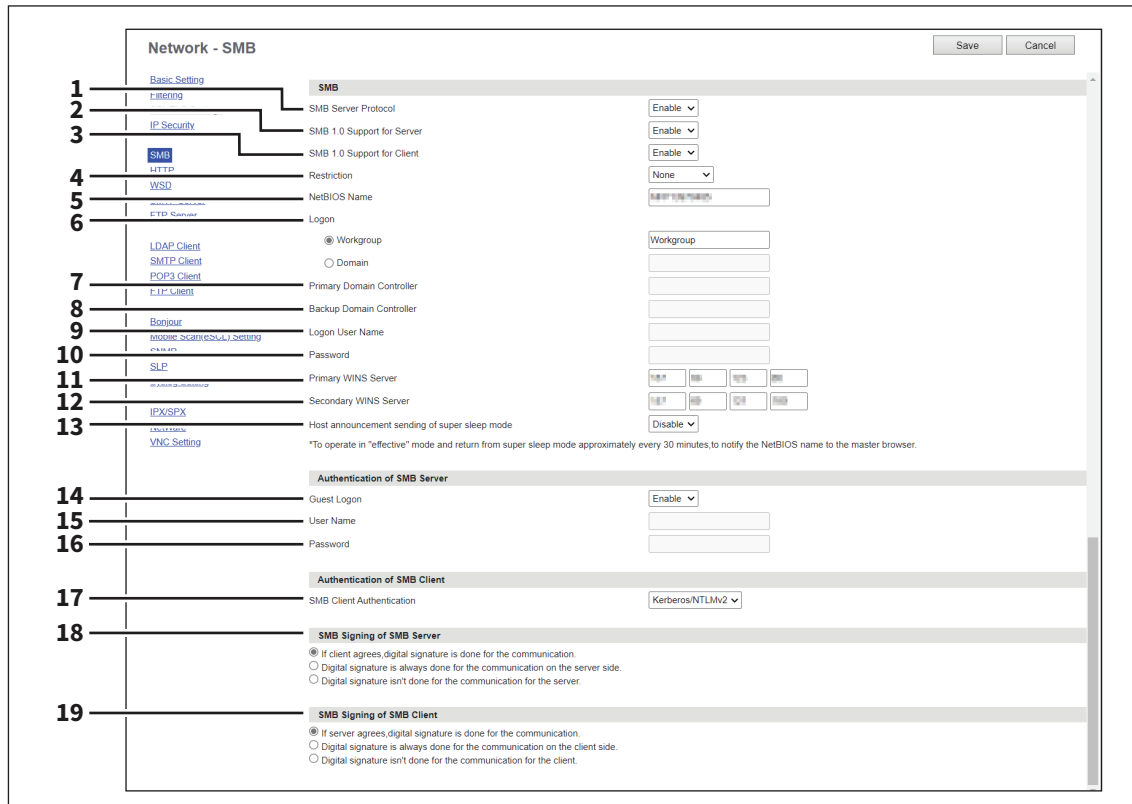 Network - SMB
Save Cancel
Basic Setting
Filtering
IP Security
SMB
HTTP
WSD
FTP Server
LDAP Client
SMTP Client
POP3 Client
FTP Client
Bonjour
Mobile Scan(eSCL) Setting
SNMP
SLP
IPX/SPX
NetWare
VNC Setting
SMB
1 SMB Server Protocol Enable
2 SMB 1.0 Support for Server Enable
3 SMB 1.0 Support for Client Enable
4 Restriction None
5 NetBIOS Name
6 Logon
Workgroup Workgroup
Domain
7 Primary Domain Controller
8 Backup Domain Controller
9 Logon User Name
10 Password
11 Primary WINS Server
12 Secondary WINS Server
13 Host announcement sending of super sleep mode Disable
*To operate in "effective" mode and return from super sleep mode approximately every 30 minutes,to notify the NetBIOS name to the master browser.
Authentication of SMB Server
14 Guest Logon Enable
15 User Name
16 Password
Authentication of SMB Client
17 SMB Client Authentication Kerberos/NTLMv2
18 SMB Signing of SMB Server
If client agrees,digital signature is done for the communication.
Digital signature is always done for the communication on the server side.
Digital signature isn't done for the communication for the server.
19 SMB Signing of SMB Client
If server agrees,digital signature is done for the communication.
Digital signature is always done for the communication on the client side.
Digital signature isn't done for the communication for the client.